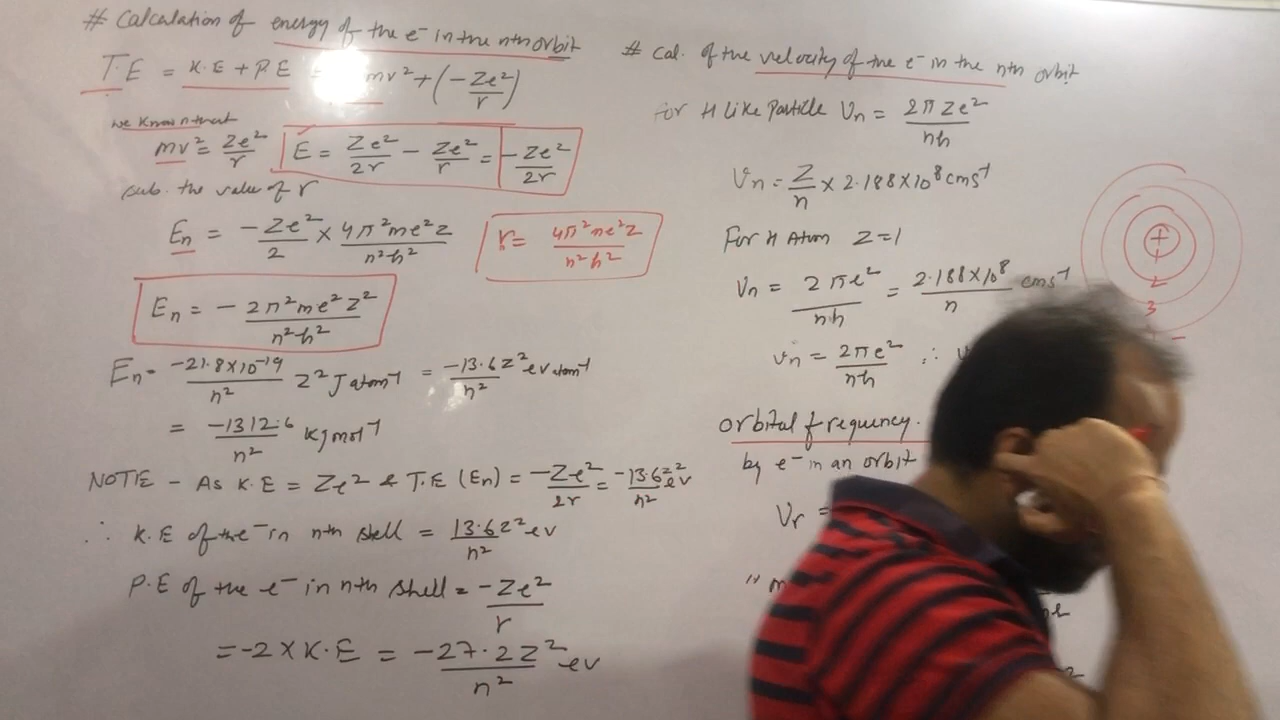 # Calculation of energy of the e⁻ in the nth orbit
T.E = K.E + P.E = mv² + (-Ze²/r)
we know that
mv² = Ze²/r
E = Ze²/2r - Ze²/r = -Ze²/2r
sub. the value of r
En = -Ze²/2 × 4π²me²z/n²h²
r = 4π²me²z/n²h²
En = - 2π²me²z²/n²h²
En = -21.8×10⁻¹⁹/n² Z² J atom⁻¹ = -13.6Z²/n² ev atom⁻¹
= -1312.6/n² KJ mol⁻¹
NOTE - As K.E = Ze² & T.E (En) = -Ze²/2r = -13.6z²/n² ev
∴ K.E of the e⁻ in nth shell = 13.6Z²/n² ev
P.E of the e⁻ in nth shell = -Ze²/r
= -2 × K.E = -27.2Z²/n² ev
# Cal. of the velocity of the e⁻ in the nth orbit
For H Like Particle Vn = 2πZe²/nh
Vn = Z/n × 2.188×10⁸ cms⁻¹
For H Atom Z=1
Vn = 2πe²/nh = 2.188×10⁸/n cms⁻¹
vn = 2πe²/nh ∴
orbital frequency.
by e⁻ in an orbit
Vr =
+
1
2
3